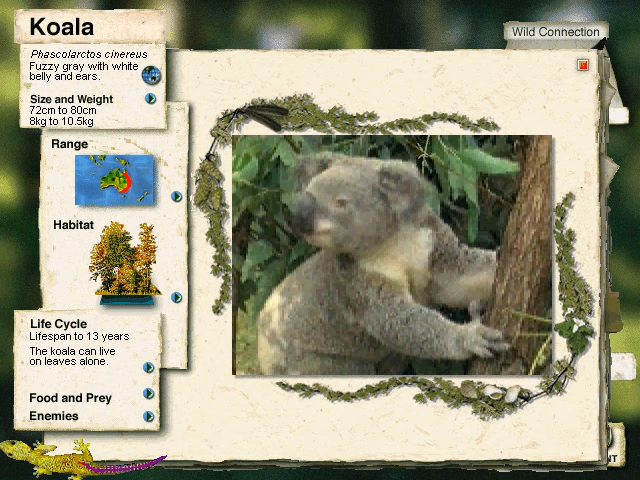 Koala
Wild Connection
Phascolarctos cinereus
Fuzzy gray with white
belly and ears.
Size and Weight
72cm to 80cm
8kg to 10.5kg
Range
Habitat
Life Cycle
Lifespan to 13 years
The koala can live
on leaves alone.
Food and Prey
Enemies